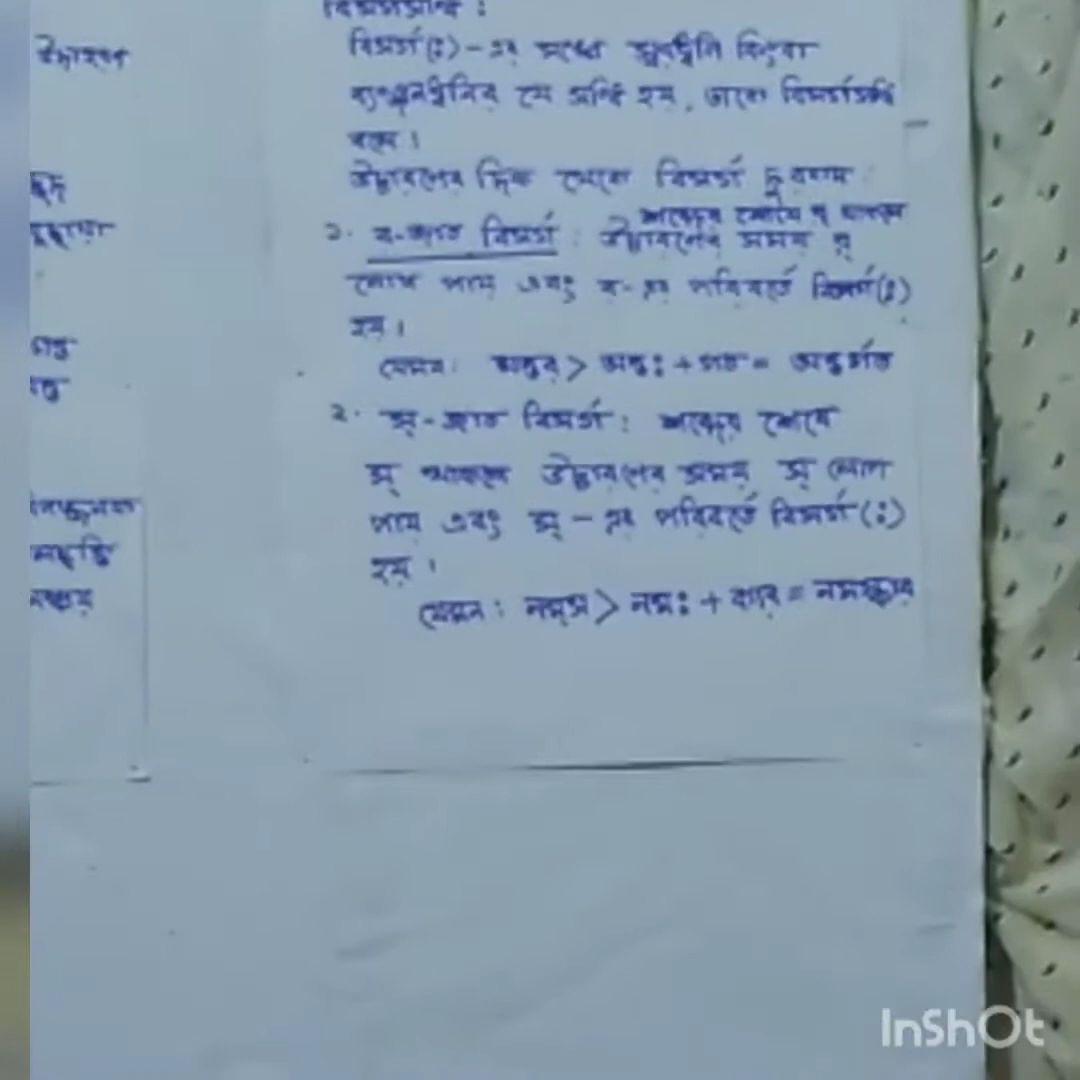 উদাহরণ
বিসর্গসন্ধি :
বিসর্গ(ঃ)-এর সঙ্গে স্বরধ্বনি কিংবা
ব্যঞ্জনধ্বনির যে সন্ধি হয়, তাকে বিসর্গসন্ধি
বলে।
উচ্চারণের দিক থেকে বিসর্গ দু রকম :
শব্দের শেষে র্ থাকলে
১. র-জাত বিসর্গ : উচ্চারণের সময় র্
লোপ পায় এবং র-এর পরিবর্তে বিসর্গ(ঃ)
হয়।
যেমন: অন্তর > অন্তঃ + গত = অন্তর্গত
২. স্-জাত বিসর্গ : শব্দের শেষে
স্ থাকলে উচ্চারণের সময় স্ লোপ
পায় এবং স্-এর পরিবর্তে বিসর্গ(ঃ)
হয়।
যেমন : নমস > নমঃ + কার = নমস্কার
InShOt